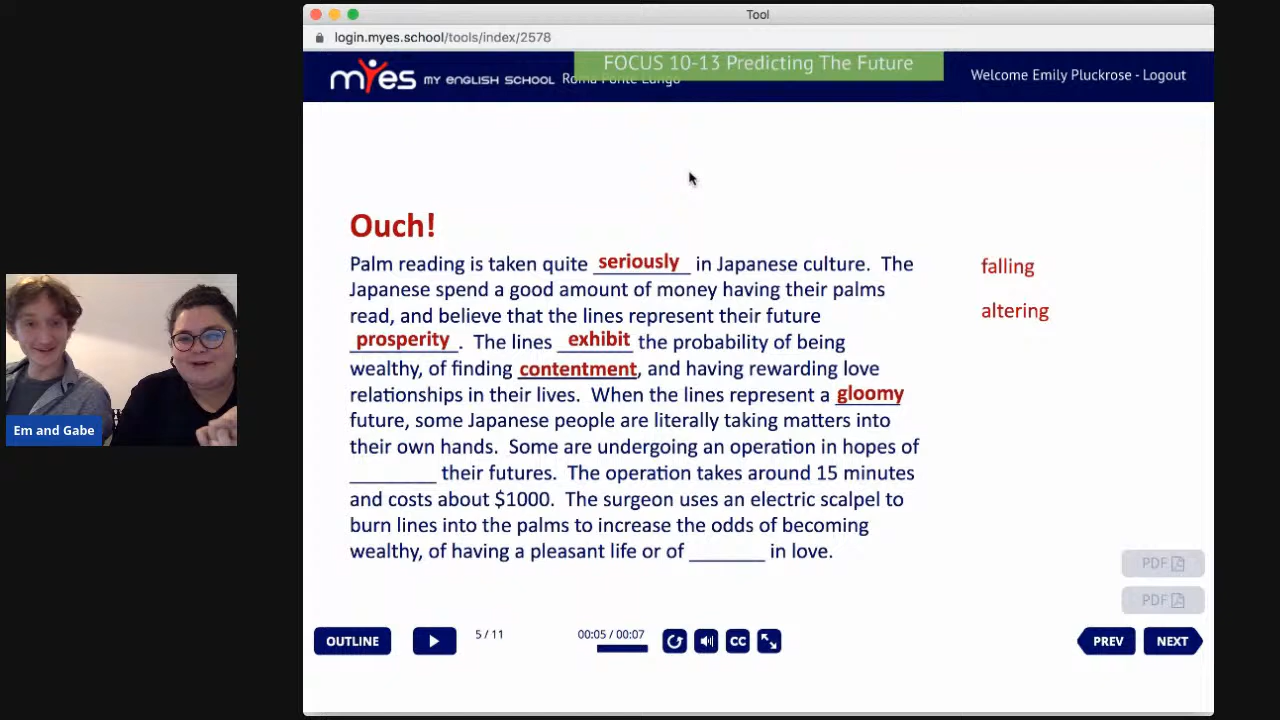 Tool
login.myes.school/tools/index/2578
FOCUS 10-13 Predicting The Future
myes MY ENGLISH SCHOOL Roma Ponte Lungo
Welcome Emily Pluckrose - Logout
Ouch!
Palm reading is taken quite seriously in Japanese culture. The
Japanese spend a good amount of money having their palms
read, and believe that the lines represent their future
prosperity. The lines exhibit the probability of being
wealthy, of finding contentment, and having rewarding love
relationships in their lives. When the lines represent a gloomy
future, some Japanese people are literally taking matters into
their own hands. Some are undergoing an operation in hopes of
________ their futures. The operation takes around 15 minutes
and costs about $1000. The surgeon uses an electric scalpel to
burn lines into the palms to increase the odds of becoming
wealthy, of having a pleasant life or of _______ in love.
falling
altering
Em and Gabe
PDF
PDF
OUTLINE
5 / 11
00:05 / 00:07
CC
PREV
NEXT